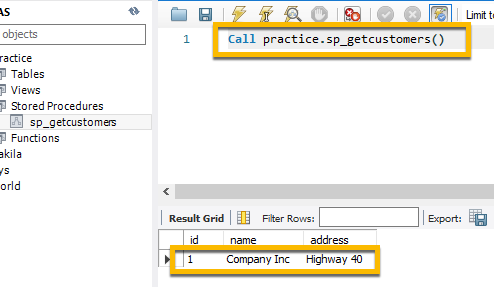 AS
objects
ractice
Tables
Views
Stored Procedures
sp_getcustomers
Functions
akila
ys
orld
Limit to
1 Call practice.sp_getcustomers()
Result Grid Filter Rows: Export:
id name address
1 Company Inc Highway 40